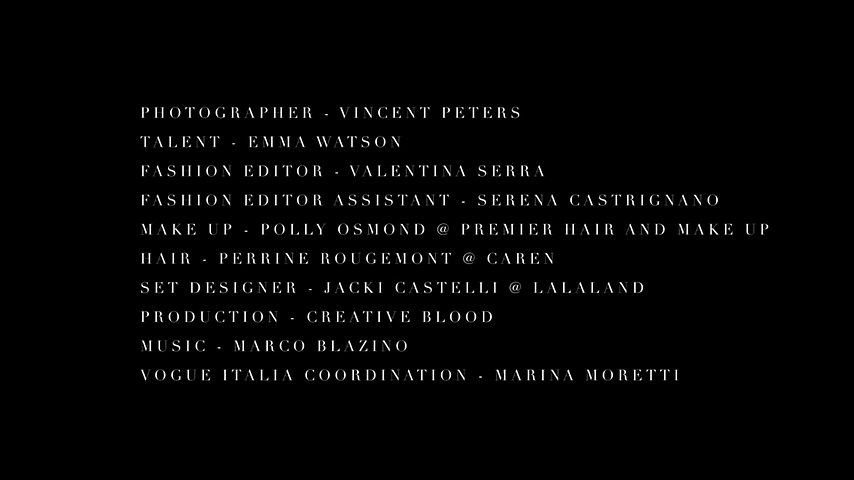 PHOTOGRAPHER - VINCENT PETERS
TALENT - EMMA WATSON
FASHION EDITOR - VALENTINA SERRA
FASHION EDITOR ASSISTANT - SERENA CASTRIGNANO
MAKE UP - POLLY OSMOND @ PREMIER HAIR AND MAKE UP
HAIR - PERRINE ROUGEMONT @ CAREN
SET DESIGNER - JACKI CASTELLI @ LALALAND
PRODUCTION - CREATIVE BLOOD
MUSIC - MARCO BLAZINO
VOGUE ITALIA COORDINATION - MARINA MORETTI